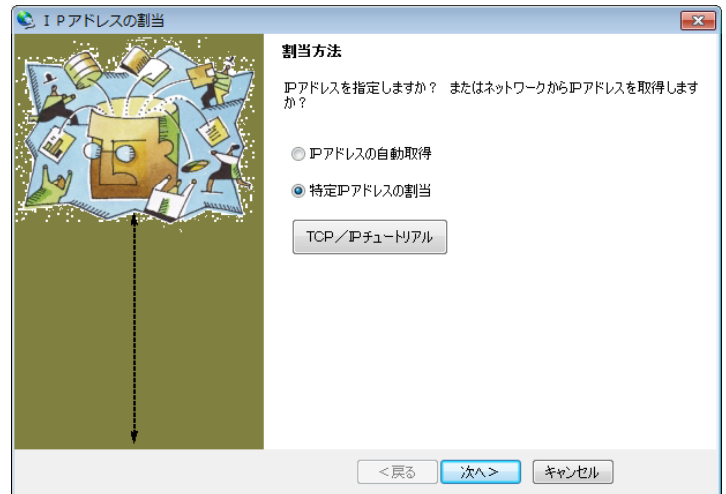 IPアドレスの割当
割当方法
IPアドレスを指定しますか？ またはネットワークからIPアドレスを取得します
か？
IPアドレスの自動取得
特定IPアドレスの割当
TCP／IPチュートリアル
＜戻る 次へ＞ キャンセル